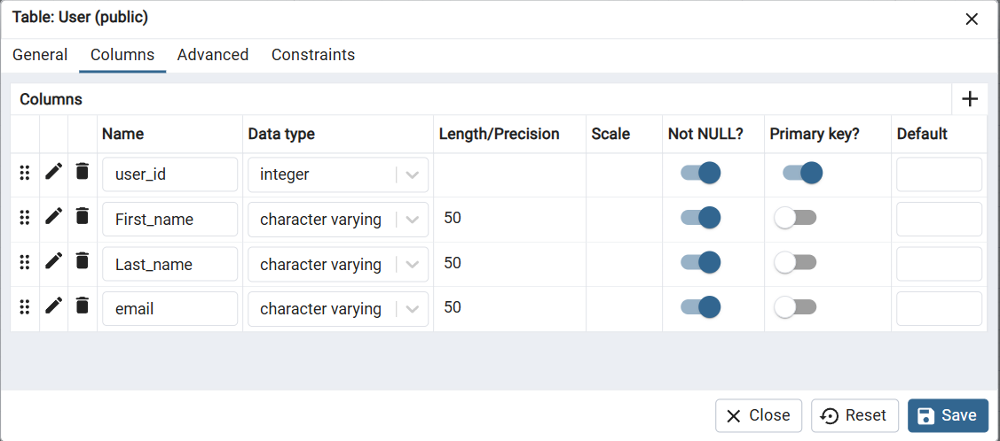 Table: User (public)
General Columns Advanced Constraints
Columns
Name Data type Length/Precision Scale Not NULL? Primary key? Default
user_id integer
First_name character varying 50
Last_name character varying 50
email character varying 50
Close Reset Save